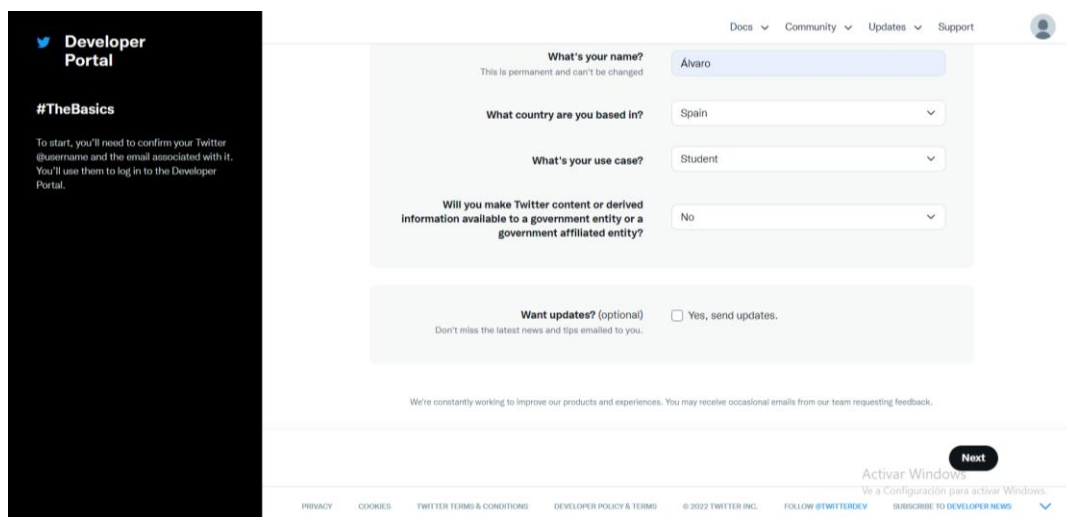 Developer
Portal
#TheBasics
To start, you'll need to confirm your Twitter
@username and the email associated with it.
You'll use them to log in to the Developer
Portal.
Docs
Community
Updates
Support
What's your name?
This is permanent and can't be changed
Álvaro
What country are you based in?
Spain
What's your use case?
Student
Will you make Twitter content or derived
information available to a government entity or a
government affiliated entity?
No
Want updates? (optional)
Don't miss the latest news and tips emailed to you.
Yes, send updates.
We're constantly working to improve our products and experiences. You may receive occasional emails from our team requesting feedback.
Next
Activar Windows
Ve a Configuración para activar Windows.
PRIVACY
COOKIES
TWITTER TERMS & CONDITIONS
DEVELOPER POLICY & TERMS
© 2022 TWITTER INC.
FOLLOW @TWITTERDEV
SUBSCRIBE TO DEVELOPER NEWS